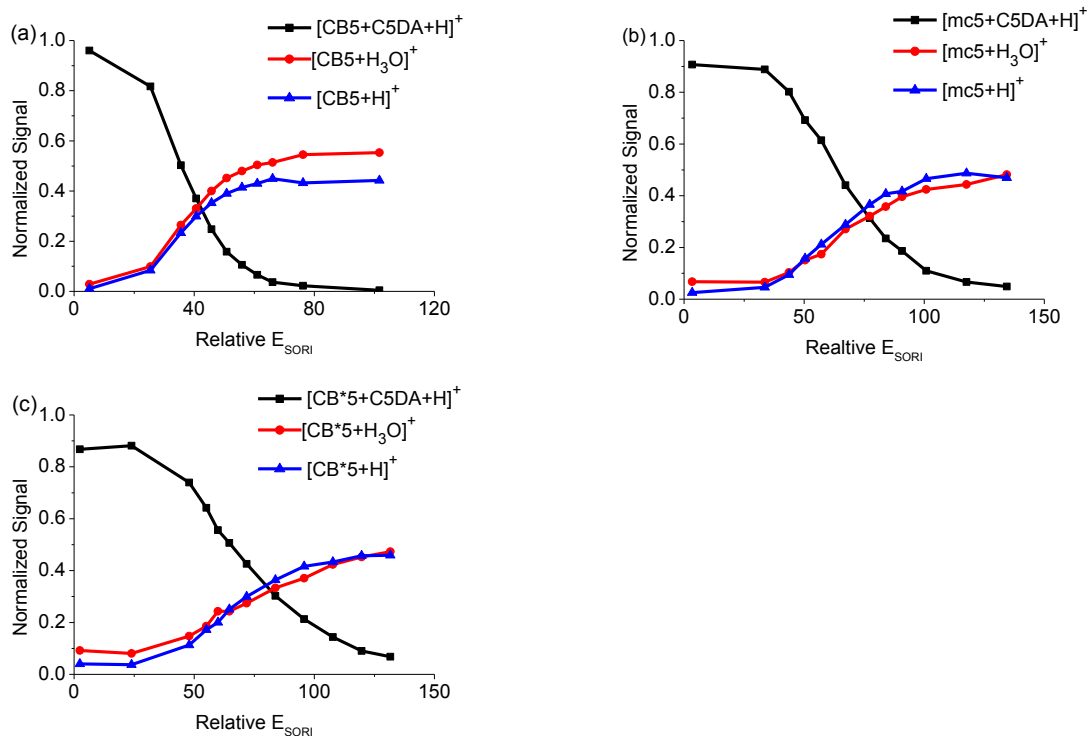 (a)
[CB5+C5DA+H]+
[CB5+H3O]+
[CB5+H]+
1.0
0.8
0.6
0.4
0.2
0.0
Normalized Signal
0 40 80 120
Relative ESORI
(b)
[mc5+C5DA+H]+
[mc5+H3O]+
[mc5+H]+
1.0
0.8
0.6
0.4
0.2
0.0
Normalized Signal
0 50 100 150
Realtive ESORI
(c)
[CB*5+C5DA+H]+
[CB*5+H3O]+
[CB*5+H]+
1.0
0.8
0.6
0.4
0.2
0.0
Normalized Signal
0 50 100 150
Relative ESORI